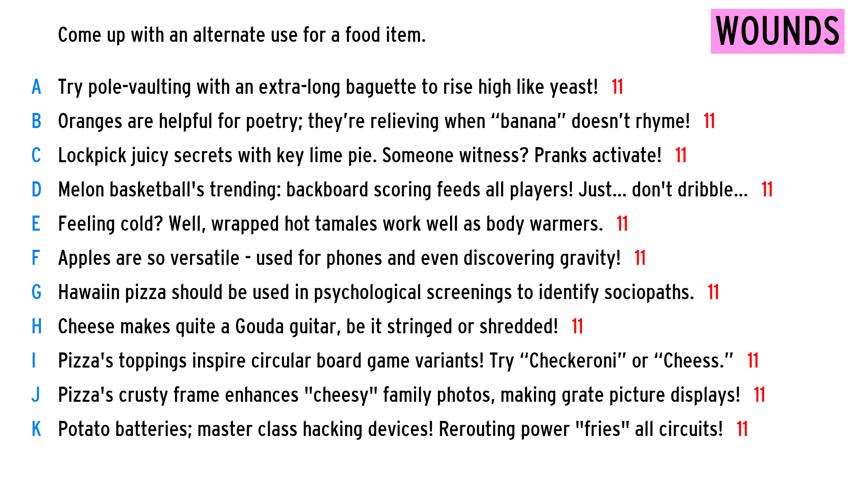 Come up with an alternate use for a food item.
WOUNDS
A Try pole-vaulting with an extra-long baguette to rise high like yeast! 11
B Oranges are helpful for poetry; they’re relieving when “banana” doesn’t rhyme! 11
C Lockpick juicy secrets with key lime pie. Someone witness? Pranks activate! 11
D Melon basketball's trending: backboard scoring feeds all players! Just... don't dribble... 11
E Feeling cold? Well, wrapped hot tamales work well as body warmers. 11
F Apples are so versatile - used for phones and even discovering gravity! 11
G Hawaiin pizza should be used in psychological screenings to identify sociopaths. 11
H Cheese makes quite a Gouda guitar, be it stringed or shredded! 11
I Pizza's toppings inspire circular board game variants! Try “Checkeroni” or “Cheess.” 11
J Pizza's crusty frame enhances "cheesy" family photos, making grate picture displays! 11
K Potato batteries; master class hacking devices! Rerouting power "fries" all circuits! 11